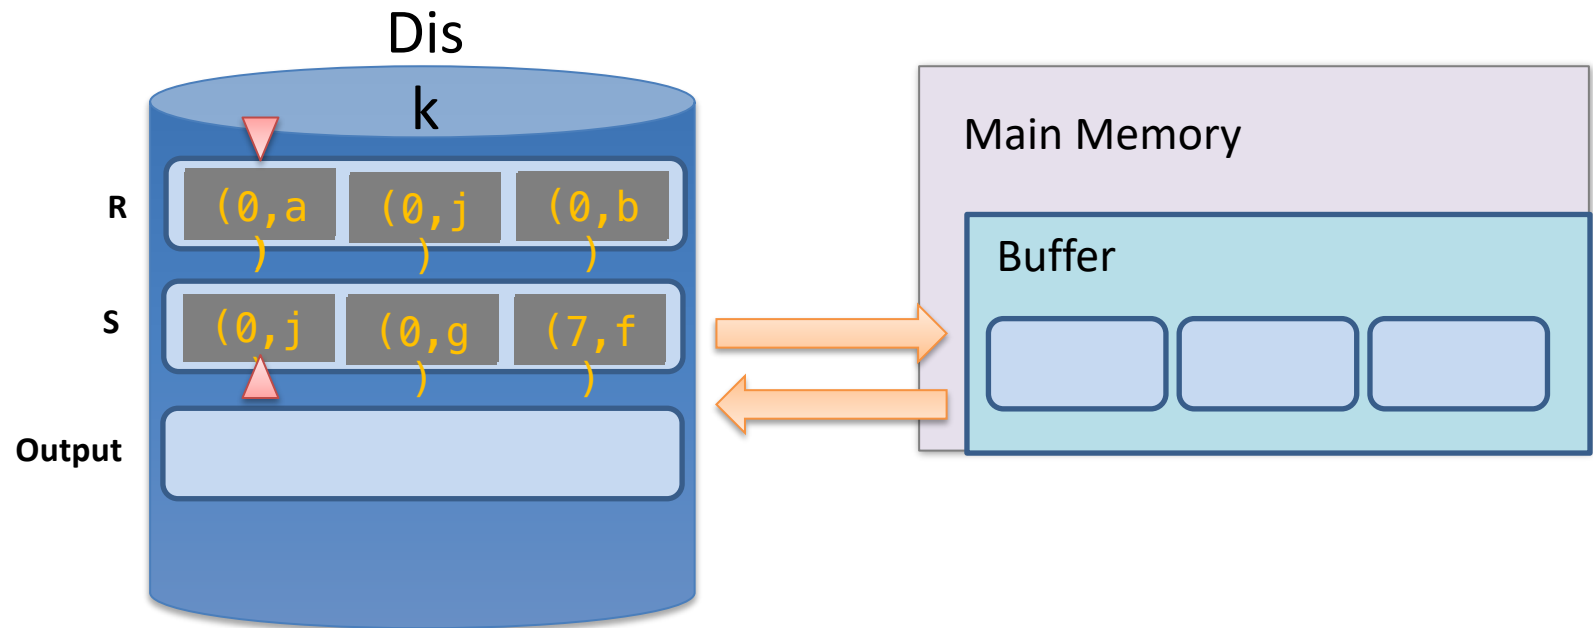 Dis
k
Main Memory
R
(0,a
)
(0,j
)
(0,b
)
Buffer
S
(0,j
)
(0,g
)
(7,f
)
Output